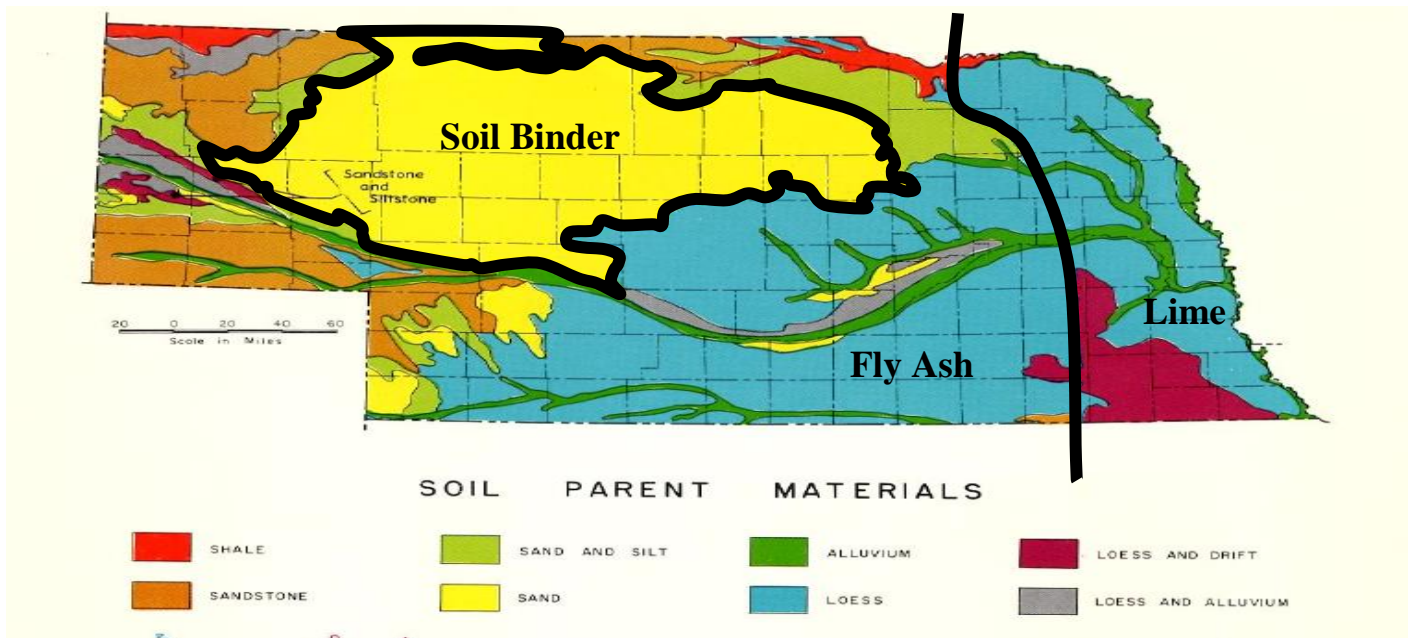 Soil Binder
Sandstone
and
Siltstone
Lime
20 0 20 40 60
Scale in Miles
Fly Ash
SOIL PARENT MATERIALS
SHALE
SAND AND SILT
ALLUVIUM
LOESS AND DRIFT
SANDSTONE
SAND
LOESS
LOESS AND ALLUVIUM